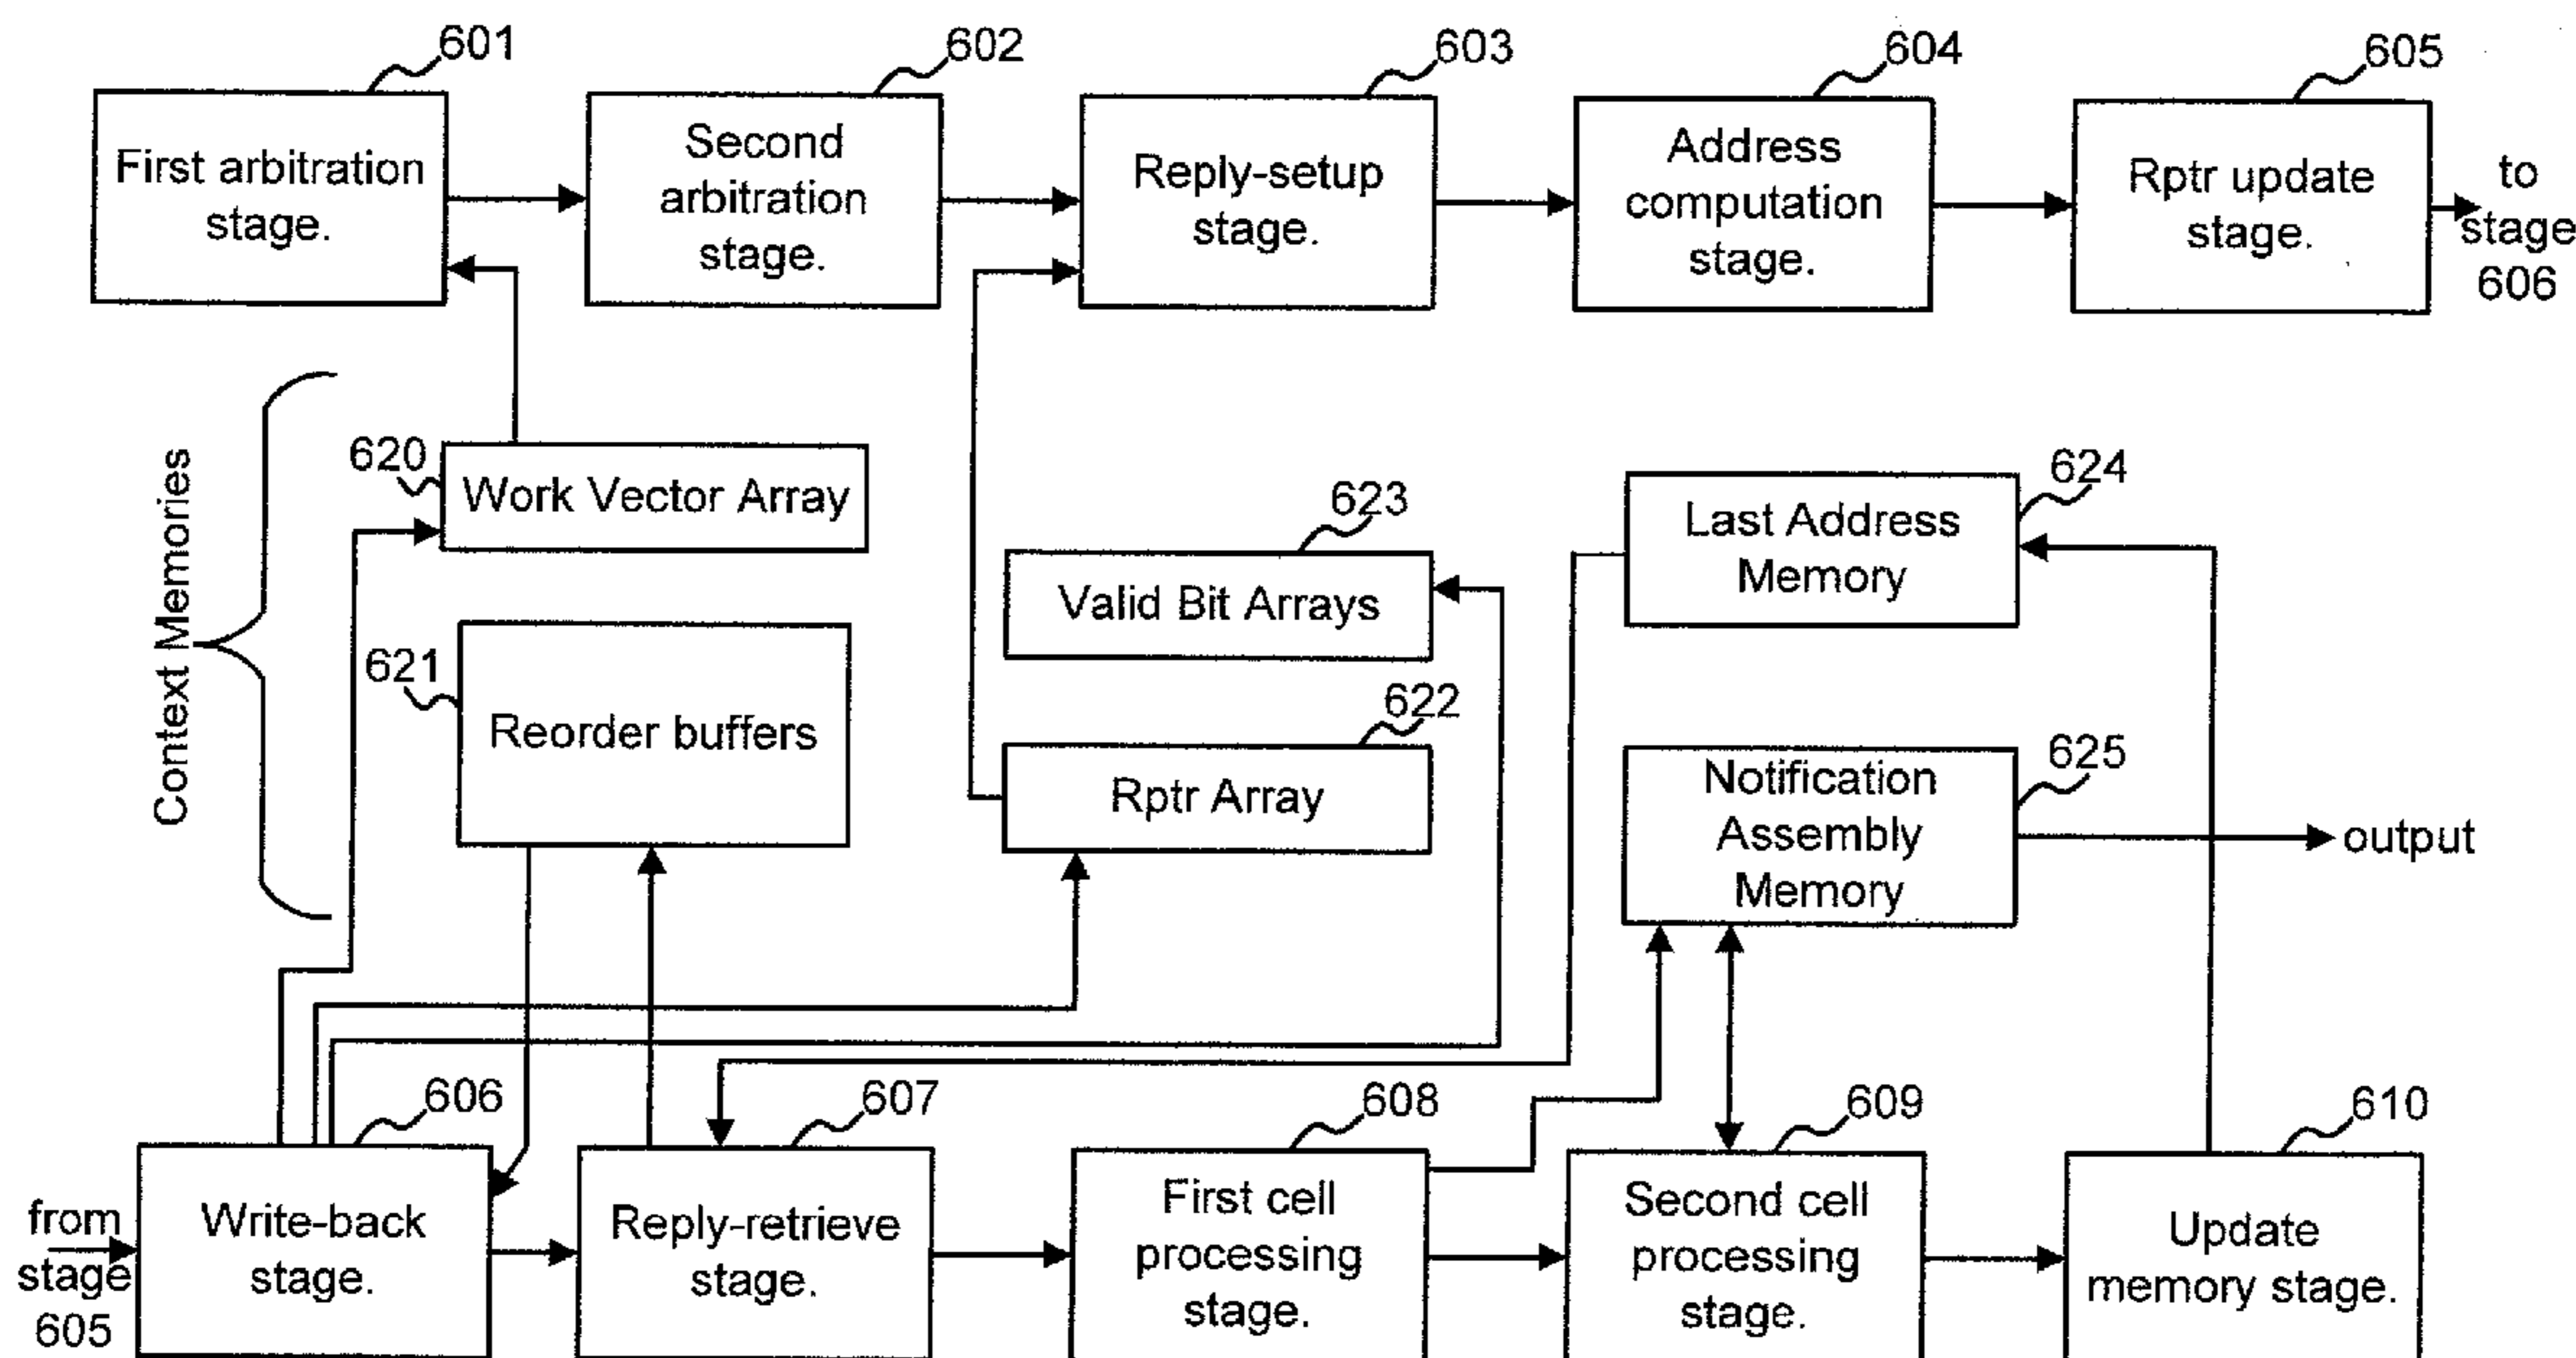 601
602
603
604
605
First arbitration
stage.
Second
arbitration
stage.
Reply-setup
stage.
Address
computation
stage.
Rptr update
stage.
to
stage
606
Context Memories
620
Work Vector Array
621
Reorder buffers
623
Valid Bit Arrays
622
Rptr Array
624
Last Address
Memory
625
Notification
Assembly
Memory
output
606
607
608
609
610
from
stage
605
Write-back
stage.
Reply-retrieve
stage.
First cell
processing
stage.
Second cell
processing
stage.
Update
memory stage.